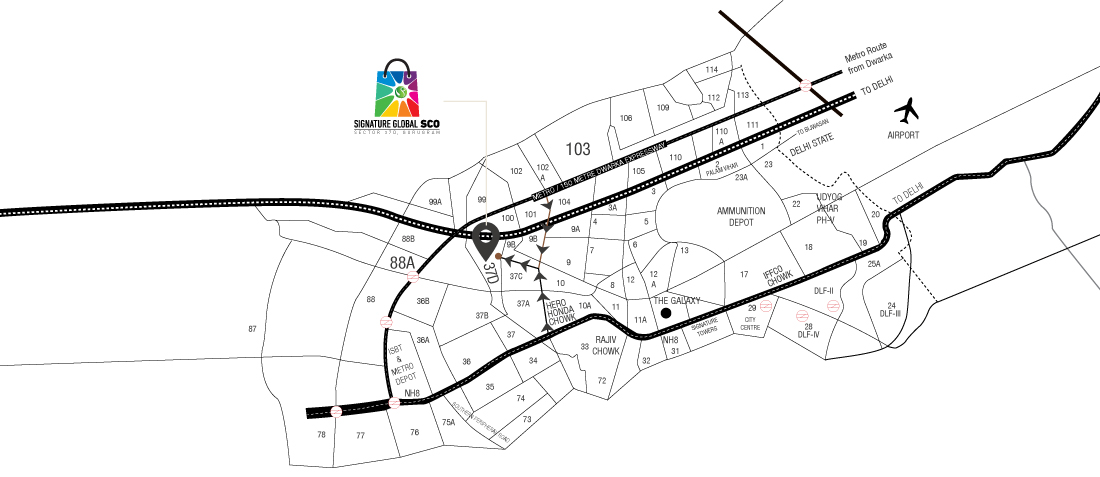 SIGNATURE GLOBAL SCO
SECTOR 37D, GURUGRAM
Metro Route
from Dwarka
TO DELHI
AIRPORT
114
112
113
109
106
103
111
110
A
TO BIJWASAN
1
DELHI STATE
METRO / 150 METRE DWARKA EXPRESSWAY
110
2
PALAM VIHAR
23
23A
102
102
A
105
3
99A
99
100
101
104
3A
4
5
AMMUNITION
DEPOT
22
UDYOG
VIHAR
PH-V
20
TO DELHI
19
18
88B
88A
9B
9B
9A
9
7
6
13
37D
37C
10
8
12
12
A
17
IFFCO
CHOWK
25A
DLF-II
24
DLF-III
88
36B
37B
37A
HERO
HONDA
CHOWK
10A
11
11A
THE GALAXY
SIGNATURE
TOWERS
29
CITY
CENTRE
28
DLF-IV
87
36A
37
33
RAJIV
CHOWK
NH8
31
32
ISBT
&
METRO
DEPOT
36
34
72
NH8
35
74
73
SOUTHERN PERIPHERAL ROAD
75A
76
77
78